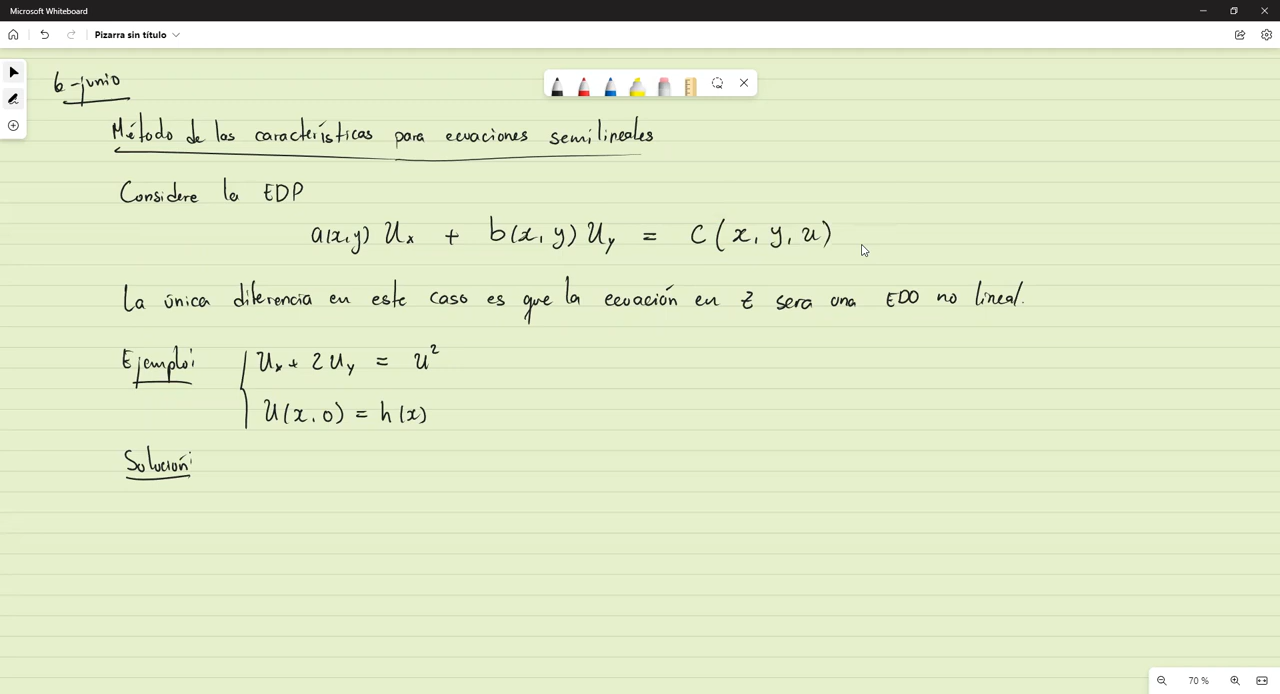 Microsoft Whiteboard
Pizarra sin título
6-junio
Método de las características para ecuaciones semilineales
Considere la EDP
a(x,y) Ux + b(x,y) Uy = C(x,y,u)
La única diferencia en este caso es que la ecuación en z sera una EDO no lineal.
Ejemplo: Ux + 2Uy = u²
U(x,0) = h(x)
Solución:
70 %